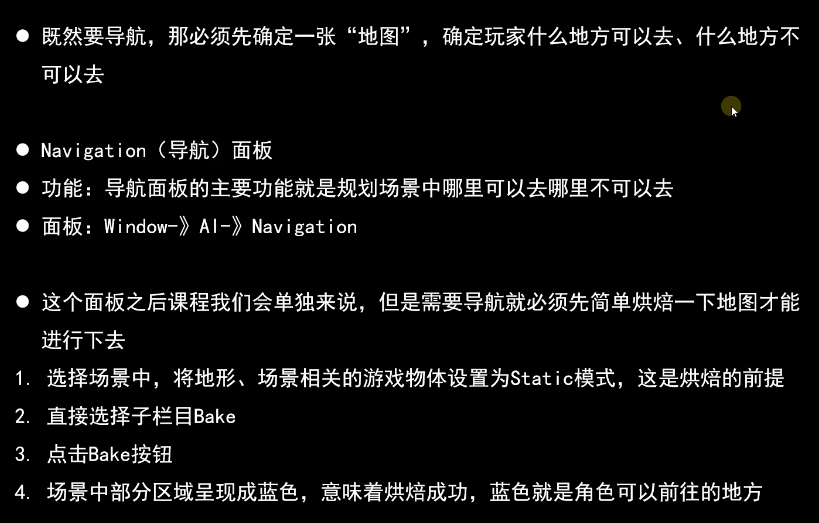 ● 既然要导航，那必须先确定一张“地图”，确定玩家什么地方可以去、什么地方不
可以去
● Navigation（导航）面板
● 功能：导航面板的主要功能就是规划场景中哪里可以去哪里不可以去
● 面板：Window-》AI-》Navigation
● 这个面板之后课程我们会单独来说，但是需要导航就必须先简单烘焙一下地图才能
进行下去
1. 选择场景中，将地形、场景相关的游戏物体设置为Static模式，这是烘焙的前提
2. 直接选择子栏目Bake
3. 点击Bake按钮
4. 场景中部分区域呈现成蓝色，意味着烘焙成功，蓝色就是角色可以前往的地方